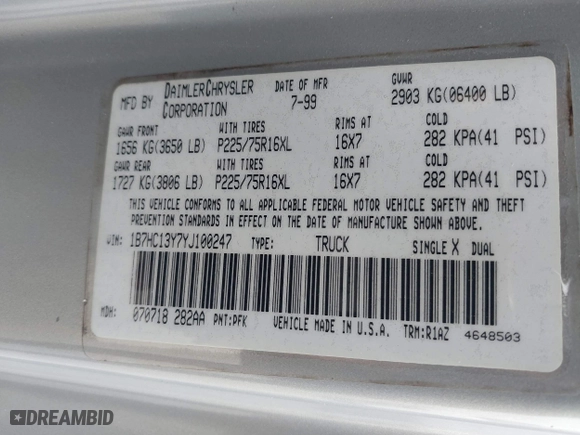 MFD BY DAIMLERCHRYSLER CORPORATION DATE OF MFR 7-99 GVWR 2903 KG(06400 LB)
GAWR FRONT WITH TIRES RIMS AT COLD
1656 KG(3650 LB) P225/75R16XL 16X7 282 KPA(41 PSI)
GAWR REAR WITH TIRES RIMS AT COLD
1727 KG(3806 LB) P225/75R16XL 16X7 282 KPA(41 PSI)
THIS VEHICLE CONFORMS TO ALL APPLICABLE FEDERAL MOTOR VEHICLE SAFETY AND THEFT
PREVENTION STANDARDS IN EFFECT ON THE DATE OF MANUFACTURE SHOWN ABOVE.
VIN: 1B7HC13Y7YJ100247 TYPE: TRUCK SINGLE X DUAL
MDH: 070718 282AA PNT:PFK VEHICLE MADE IN U.S.A. TRM:R1AZ 4648503
DREAMBID